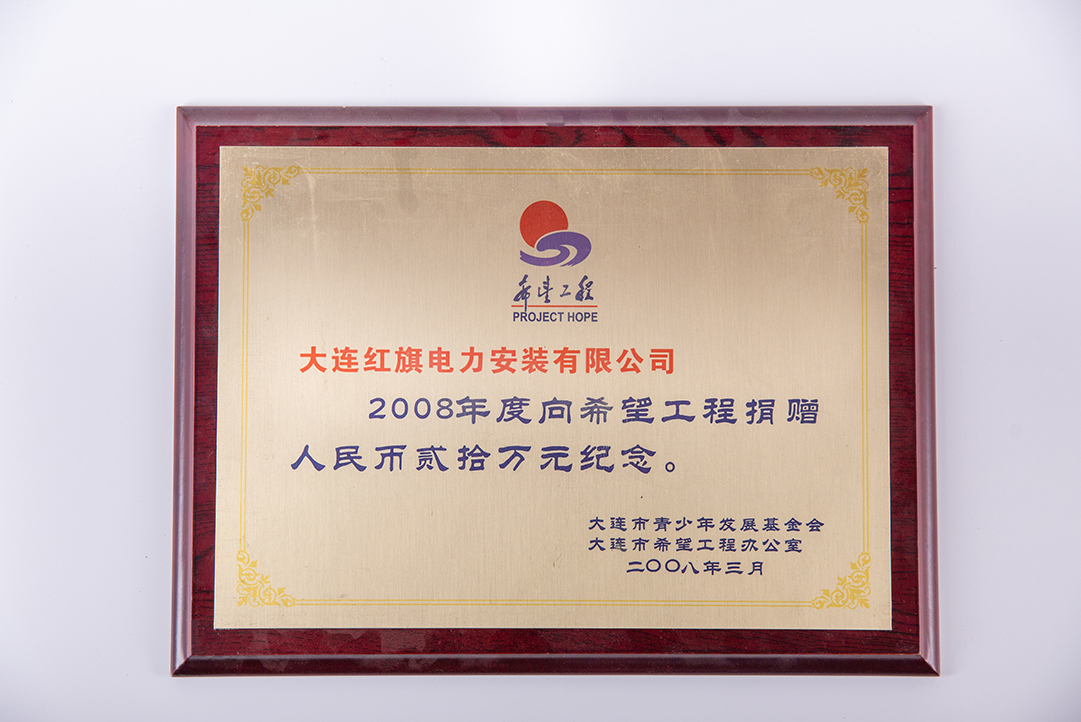 希望工程
PROJECT HOPE
大连红旗电力安装有限公司
2008年度向希望工程捐赠
人民币贰拾万元纪念。
大连市青少年发展基金会
大连市希望工程办公室
二〇〇八年三月